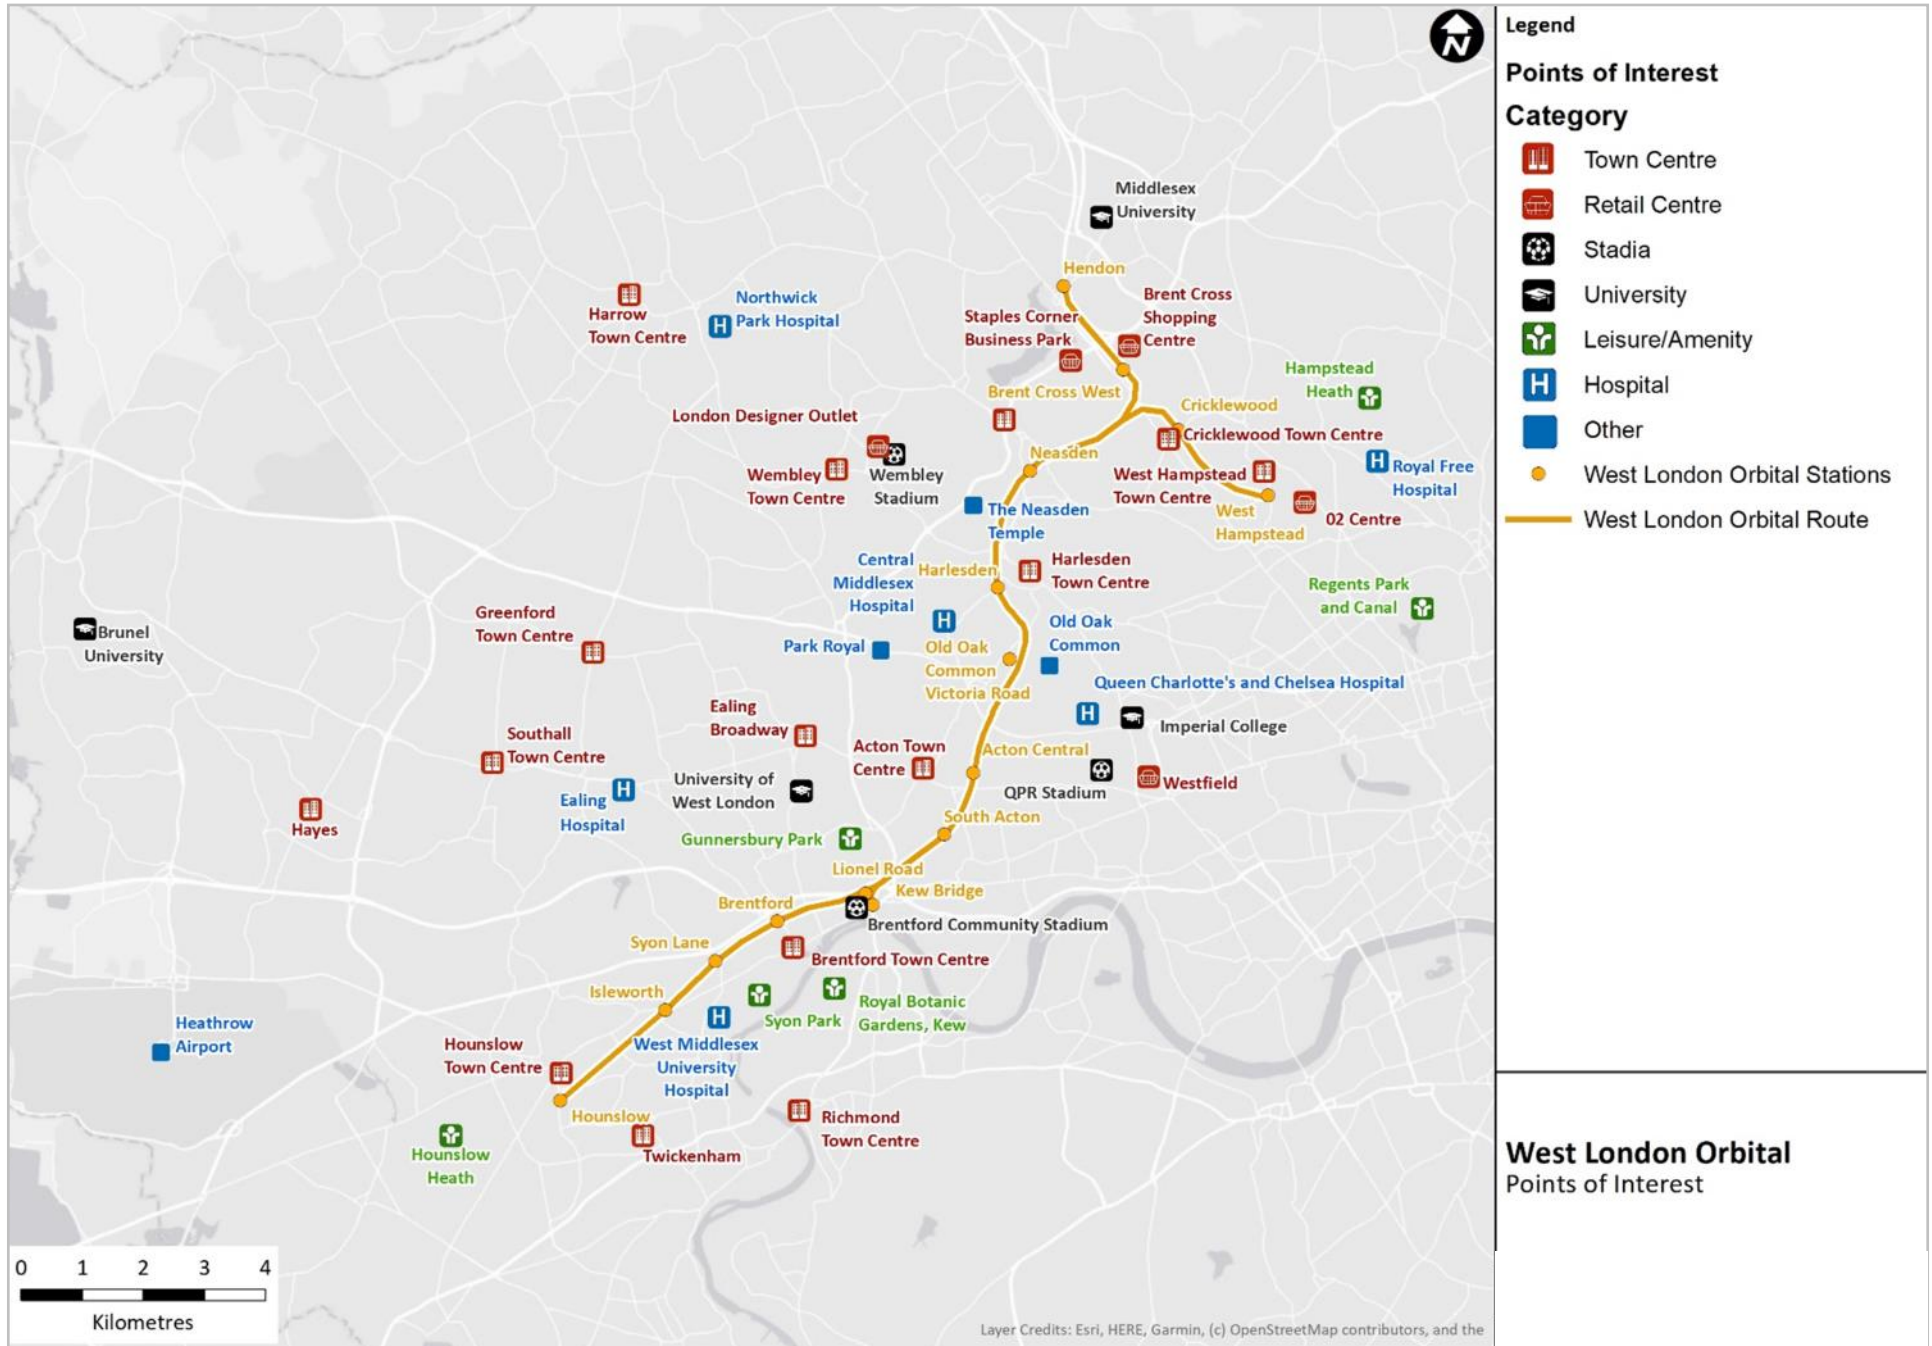 Middlesex
University
Hendon
Brent Cross
Shopping
Centre
Staples Corner
Business Park
Harrow
Town Centre
Northwick
Park Hospital
Brent Cross West
Hampstead
Heath
London Designer Outlet
Cricklewood
Cricklewood Town Centre
Neasden
Wembley
Town Centre
Wembley
Stadium
West Hampstead
Town Centre
Royal Free
Hospital
West
Hampstead
02 Centre
The Neasden
Temple
Central
Middlesex
Hospital
Harlesden
Harlesden
Town Centre
Regents Park
and Canal
Brunel
University
Greenford
Town Centre
Park Royal
Old Oak
Common
Victoria Road
Old Oak
Common
Queen Charlotte's and Chelsea Hospital
Imperial College
Ealing
Broadway
Southall
Town Centre
Acton Town
Centre
Acton Central
University of
West London
QPR Stadium
Westfield
Ealing
Hospital
Hayes
South Acton
Gunnersbury Park
Lionel Road
Kew Bridge
Brentford
Brentford Community Stadium
Syon Lane
Brentford Town Centre
Isleworth
Syon Park
Royal Botanic
Gardens, Kew
Heathrow
Airport
Hounslow
Town Centre
West Middlesex
University
Hospital
Hounslow
Richmond
Town Centre
Twickenham
Hounslow
Heath
0 1 2 3 4
Kilometres
Layer Credits: Esri, HERE, Garmin, (c) OpenStreetMap contributors, and the
N
Legend
Points of Interest
Category
Town Centre
Retail Centre
Stadia
University
Leisure/Amenity
H Hospital
Other
West London Orbital Stations
West London Orbital Route
West London Orbital
Points of Interest